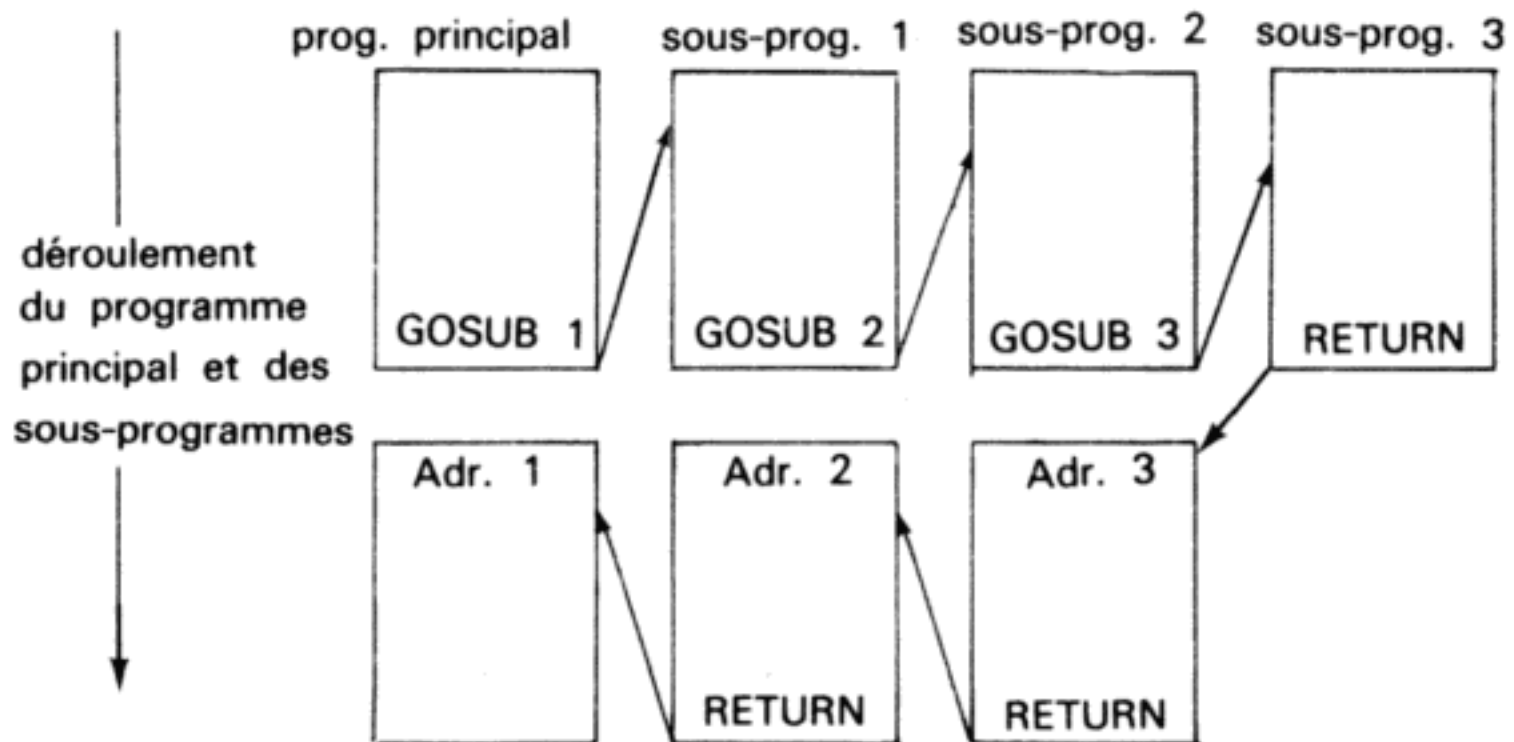 prog. principal
sous-prog. 1
sous-prog. 2
sous-prog. 3
déroulement
du programme
principal et des
sous-programmes
GOSUB 1
GOSUB 2
GOSUB 3
RETURN
Adr. 1
Adr. 2
Adr. 3
RETURN
RETURN